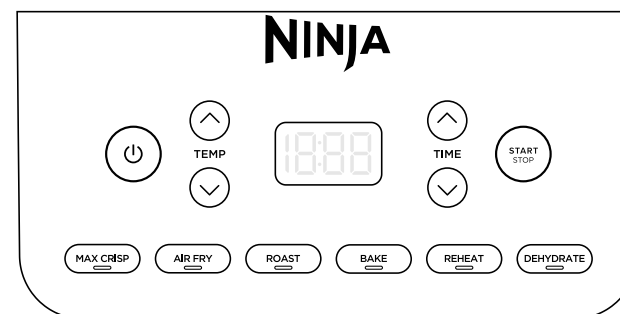 NINJA
TEMP
18:88
TIME
START
STOP
MAX CRISP
AIR FRY
ROAST
BAKE
REHEAT
DEHYDRATE